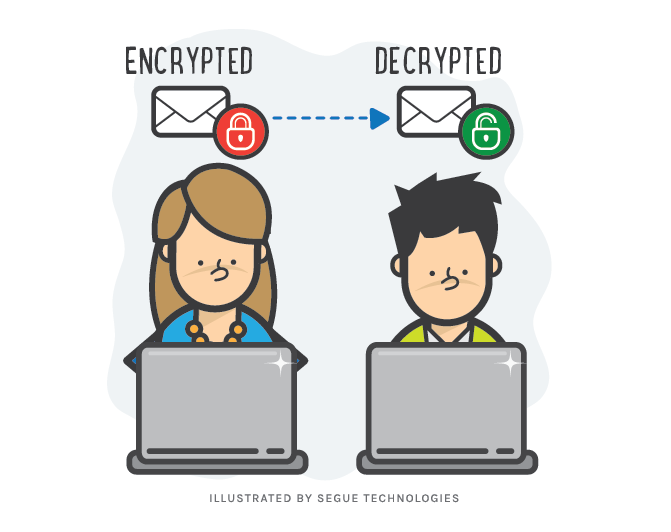 ENCRYPTED DECRYPTED
ILLUSTRATED BY SEGUE TECHNOLOGIES